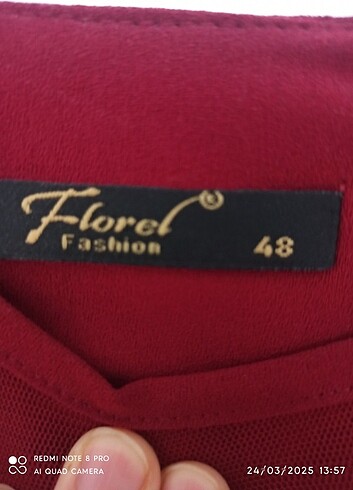 Florel®
Fashion
48
REDMI NOTE 8 PRO
AI QUAD CAMERA
24/03/2025 13:57